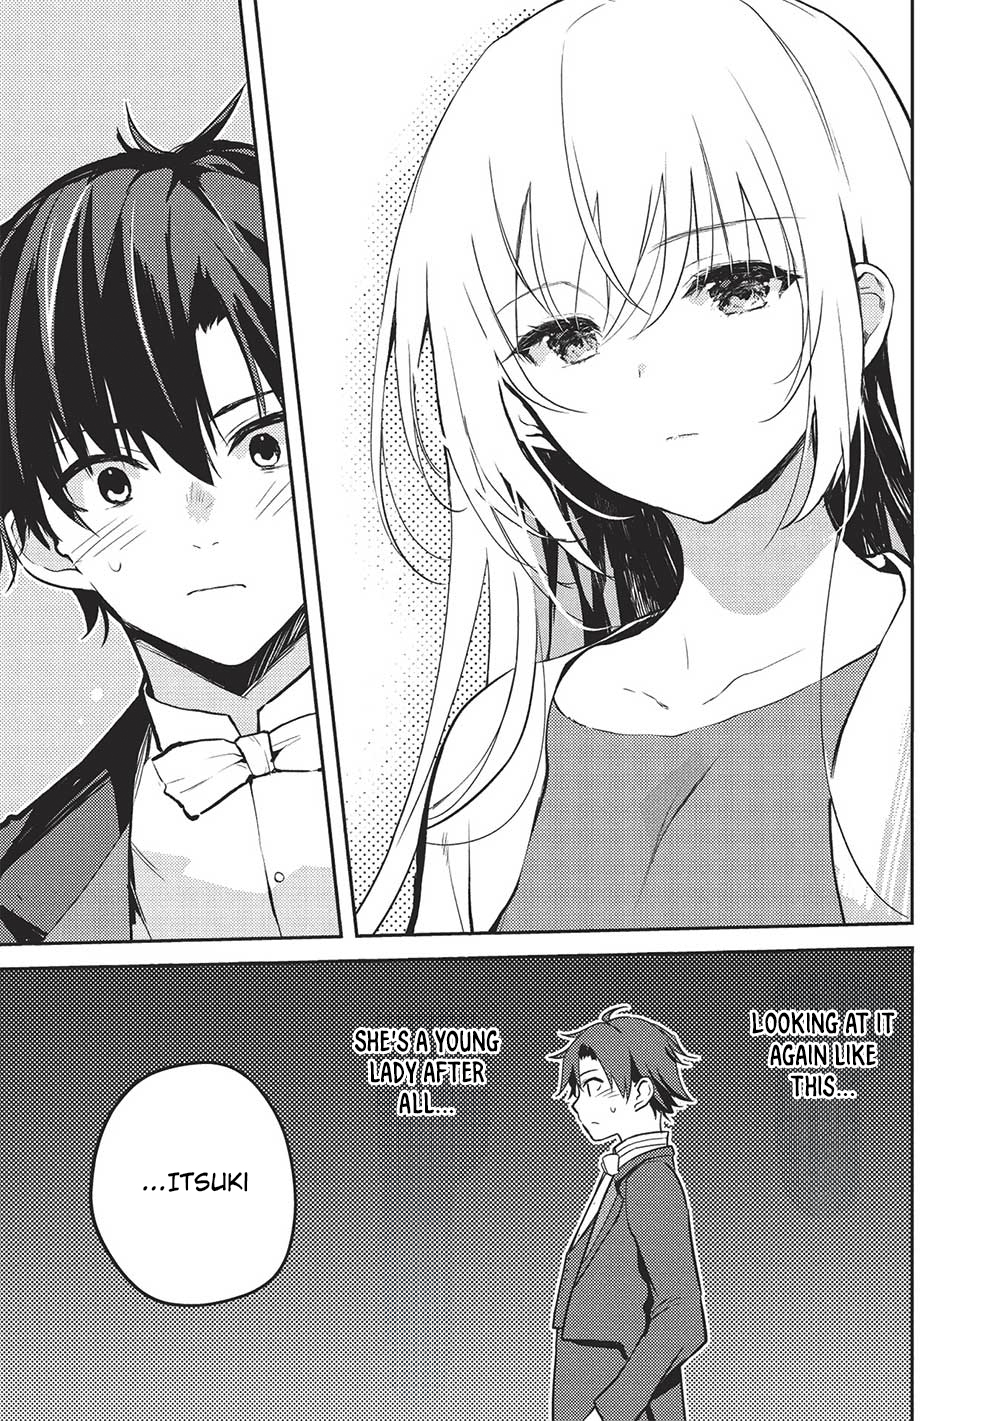 LOOKING AT IT
AGAIN LIKE
THIS...
SHE'S A YOUNG
LADY AFTER
ALL...
...ITSUKI